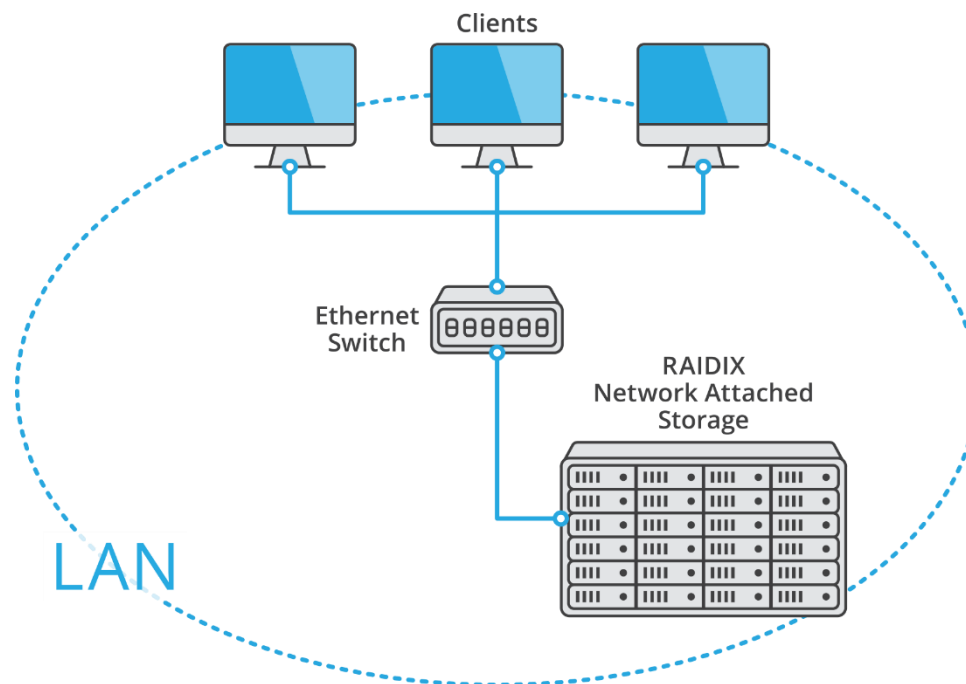 Clients
Ethernet
Switch
RAIDIX
Network Attached
Storage
LAN